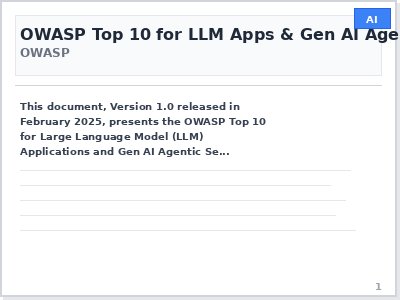 AI
OWASP Top 10 for LLM Apps & Gen AI Age
OWASP
This document, Version 1.0 released in
February 2025, presents the OWASP Top 10
for Large Language Model (LLM)
Applications and Gen AI Agentic Se...
1